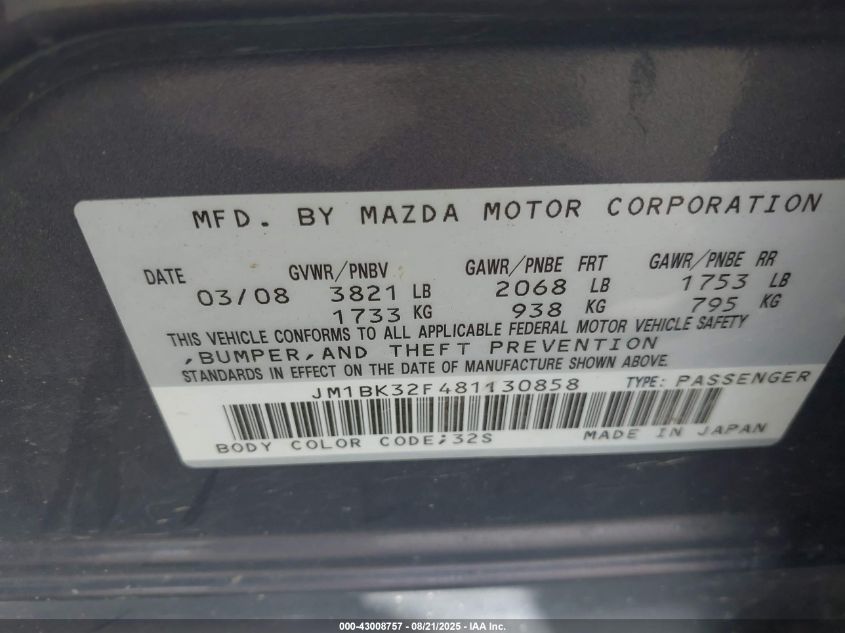 MFD. BY MAZDA MOTOR CORPORATION
DATE GVWR/PNBV GAWR/PNBE FRT GAWR/PNBE RR
03/08 3821 LB 2068 LB 1753 LB
1733 KG 938 KG 795 KG
THIS VEHICLE CONFORMS TO ALL APPLICABLE FEDERAL MOTOR VEHICLE SAFETY
,BUMPER,AND THEFT PREVENTION
STANDARDS IN EFFECT ON THE DATE OF MANUFACTURE SHOWN ABOVE.
JM1BK32F481130858 TYPE: PASSENGER
BODY COLOR CODE;32S MADE IN JAPAN
000-43008757 - 08/21/2025 - IAA Inc.